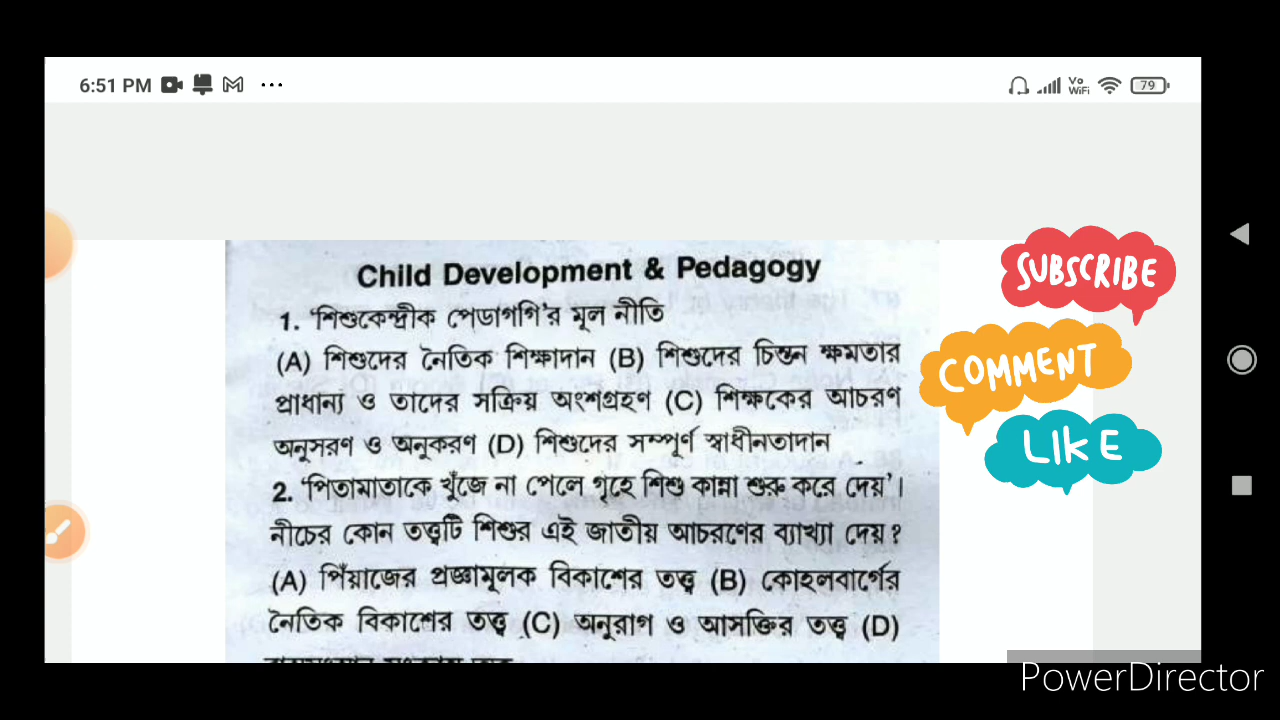 6:51 PM
Vo WiFi
79
Child Development & Pedagogy
1. 'শিশুকেন্দ্রীক পেডাগগি'র মূল নীতি
(A) শিশুদের নৈতিক শিক্ষাদান (B) শিশুদের চিন্তন ক্ষমতার
প্রাধান্য ও তাদের সক্রিয় অংশগ্রহণ (C) শিক্ষকের আচরণ
অনুসরণ ও অনুকরণ (D) শিশুদের সম্পূর্ণ স্বাধীনতাদান
2. 'পিতামাতাকে খুঁজে না পেলে গৃহে শিশু কান্না শুরু করে দেয়'।
নীচের কোন তত্ত্বটি শিশুর এই জাতীয় আচরণের ব্যাখ্যা দেয়?
(A) পিঁয়াজের প্রজ্ঞামূলক বিকাশের তত্ত্ব (B) কোহলবার্গের
নৈতিক বিকাশের তত্ত্ব (C) অনুরাগ ও আসক্তির তত্ত্ব (D)
SUBSCRIBE
COMMENT
LIKE
PowerDirector